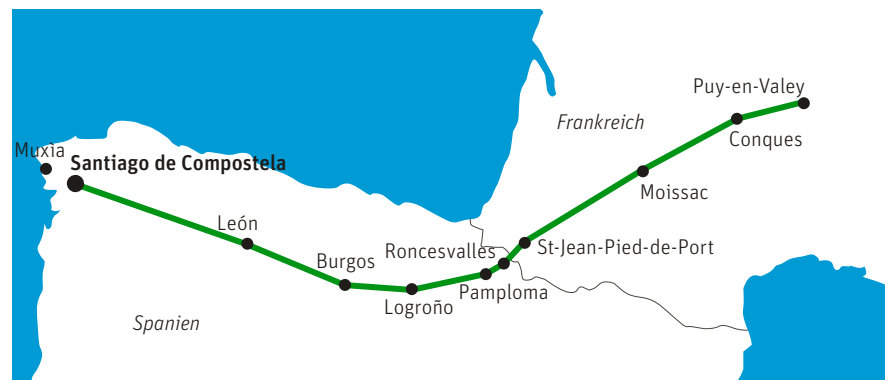 Puy-en-Valey
Frankreich
Conques
Muxìa
Santiago de Compostela
Moissac
León
Roncesvalles
St-Jean-Pied-de-Port
Burgos
Pamploma
Logroño
Spanien